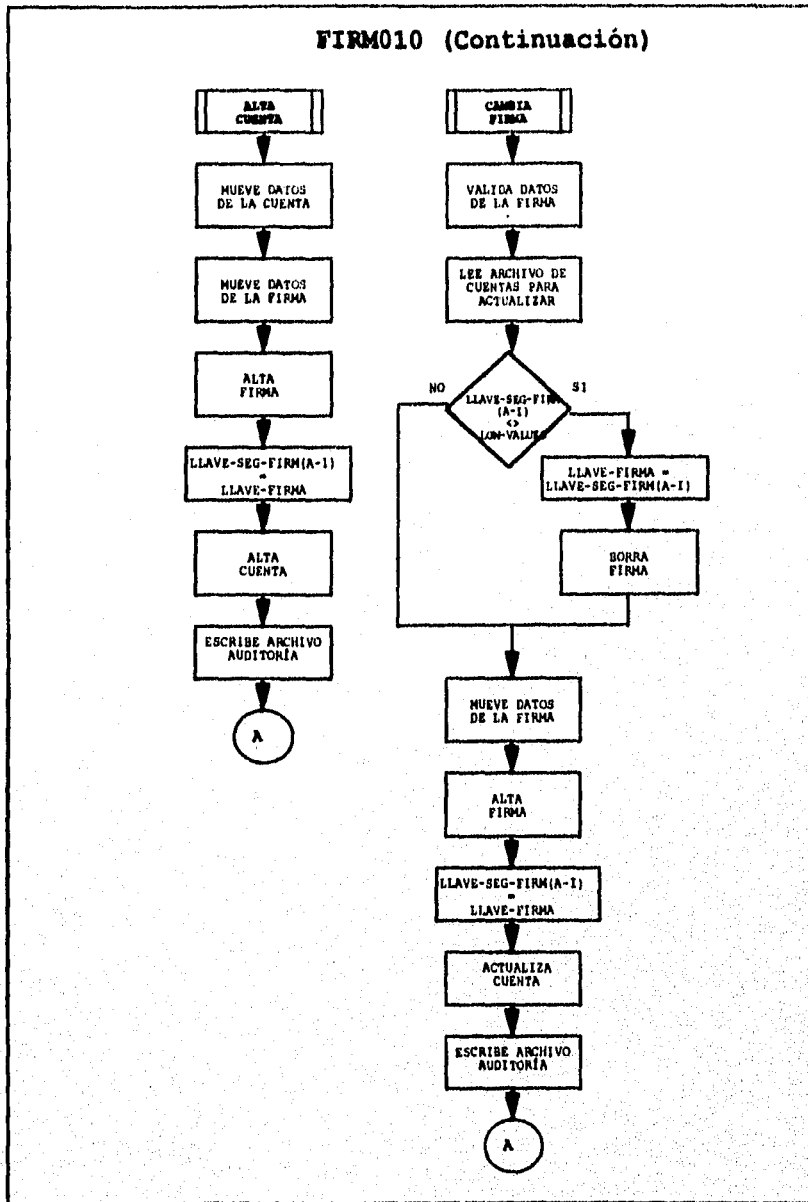 FIRM010 (Continuación)
ALTA
CUENTA
MUEVE DATOS
DE LA CUENTA
MUEVE DATOS
DE LA FIRMA
ALTA
FIRMA
LLAVE-SEG-FIRM(A-I)
=
LLAVE-FIRMA
ALTA
CUENTA
ESCRIBE ARCHIVO
AUDITORÍA
A
CAMBIA
FIRMA
VALIDA DATOS
DE LA FIRMA
LEE ARCHIVO DE
CUENTAS PARA
ACTUALIZAR
NO
SI
LLAVE-SEG-FIRM
(A-I)
<>
LOW-VALUES
LLAVE-FIRMA =
LLAVE-SEG-FIRM(A-I)
BORRA
FIRMA
MUEVE DATOS
DE LA FIRMA
ALTA
FIRMA
LLAVE-SEG-FIRM(A-I)
=
LLAVE-FIRMA
ACTUALIZA
CUENTA
ESCRIBE ARCHIVO
AUDITORÍA
A